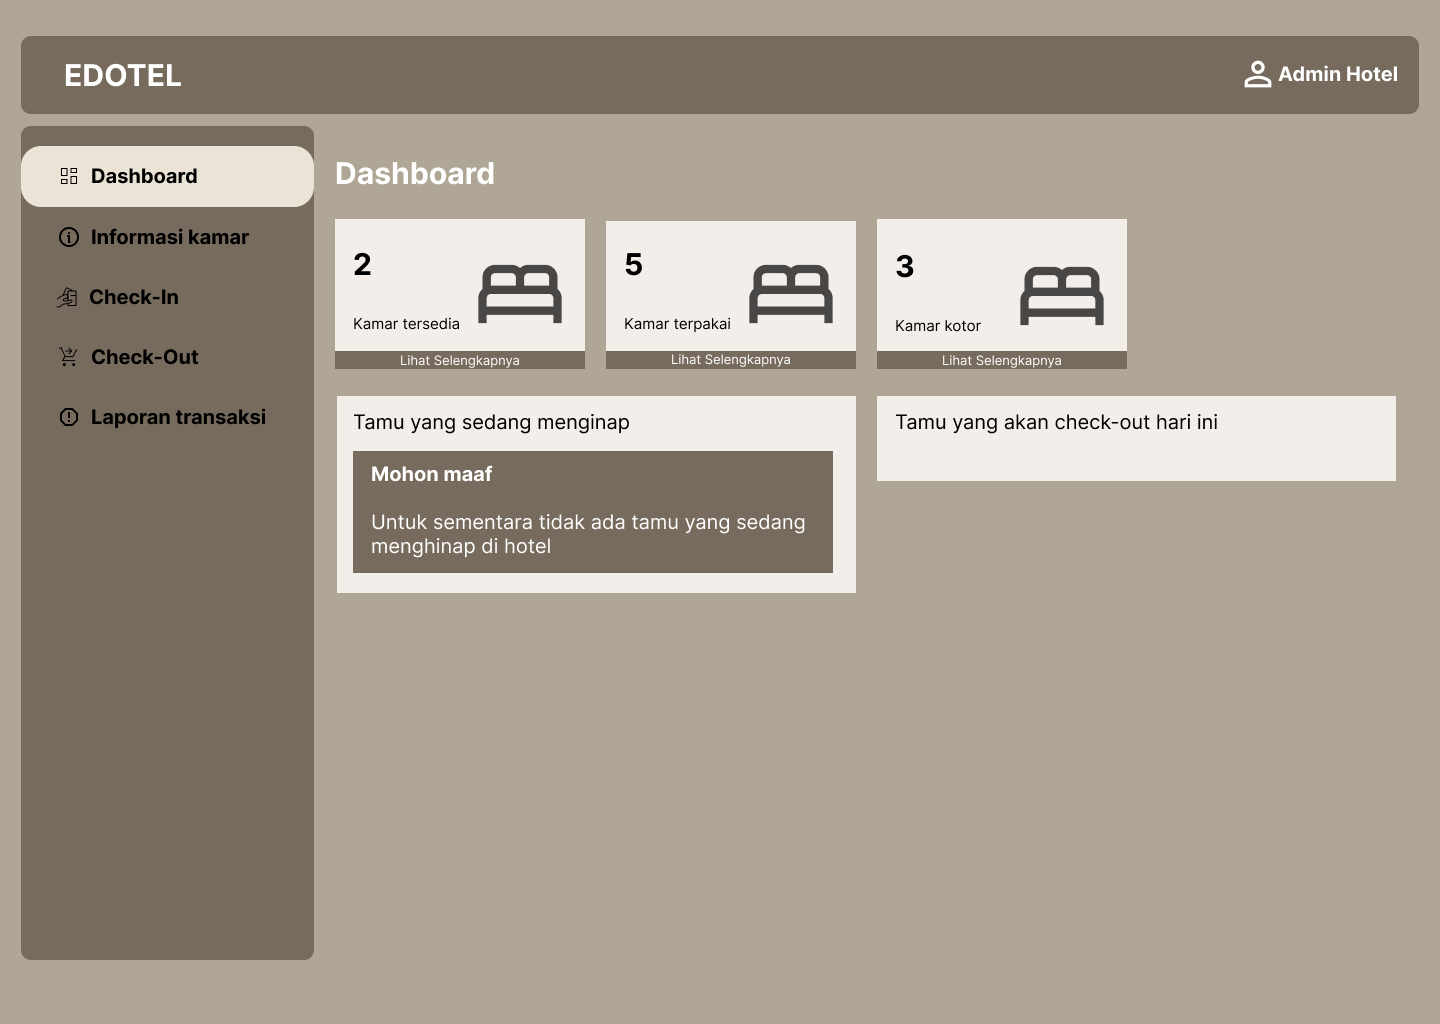 EDOTEL
Admin Hotel
Dashboard
Informasi kamar
Check-In
Check-Out
Laporan transaksi
Dashboard
2
Kamar tersedia
Lihat Selengkapnya
5
Kamar terpakai
Lihat Selengkapnya
3
Kamar kotor
Lihat Selengkapnya
Tamu yang sedang menginap
Mohon maaf
Untuk sementara tidak ada tamu yang sedang
menghinap di hotel
Tamu yang akan check-out hari ini